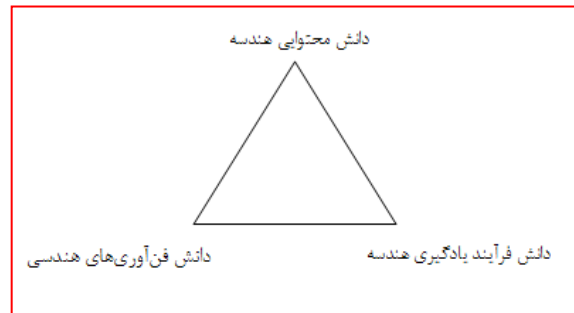 دانش محتوایی هندسه
دانش فرآیند یادگیری هندسه
دانش فن‌آوری‌های هندسی